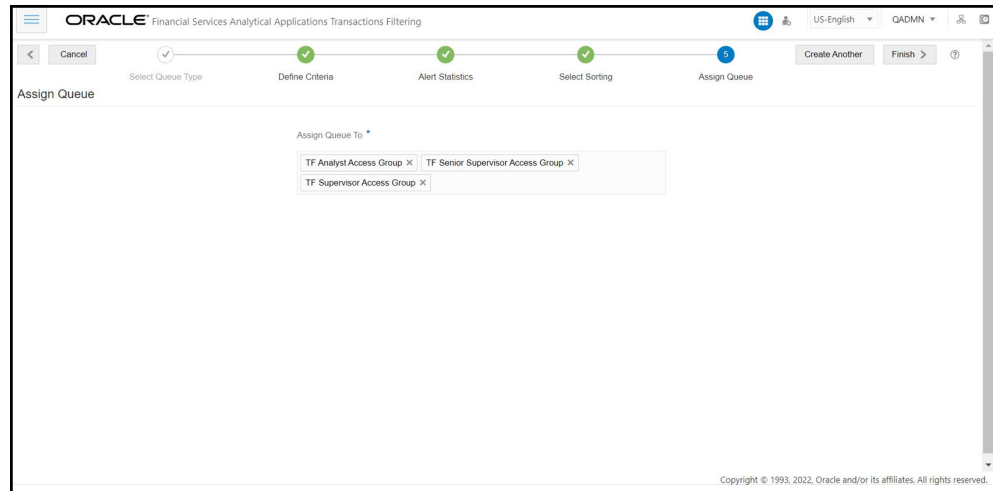 ORACLE® Financial Services Analytical Applications Transactions Filtering
US-English
QADMN
Cancel
5
Create Another
Finish
Select Queue Type
Define Criteria
Alert Statistics
Select Sorting
Assign Queue
Assign Queue
Assign Queue To *
TF Analyst Access Group × TF Senior Supervisor Access Group ×
TF Supervisor Access Group ×
Copyright © 1993, 2022, Oracle and/or its affiliates. All rights reserved.